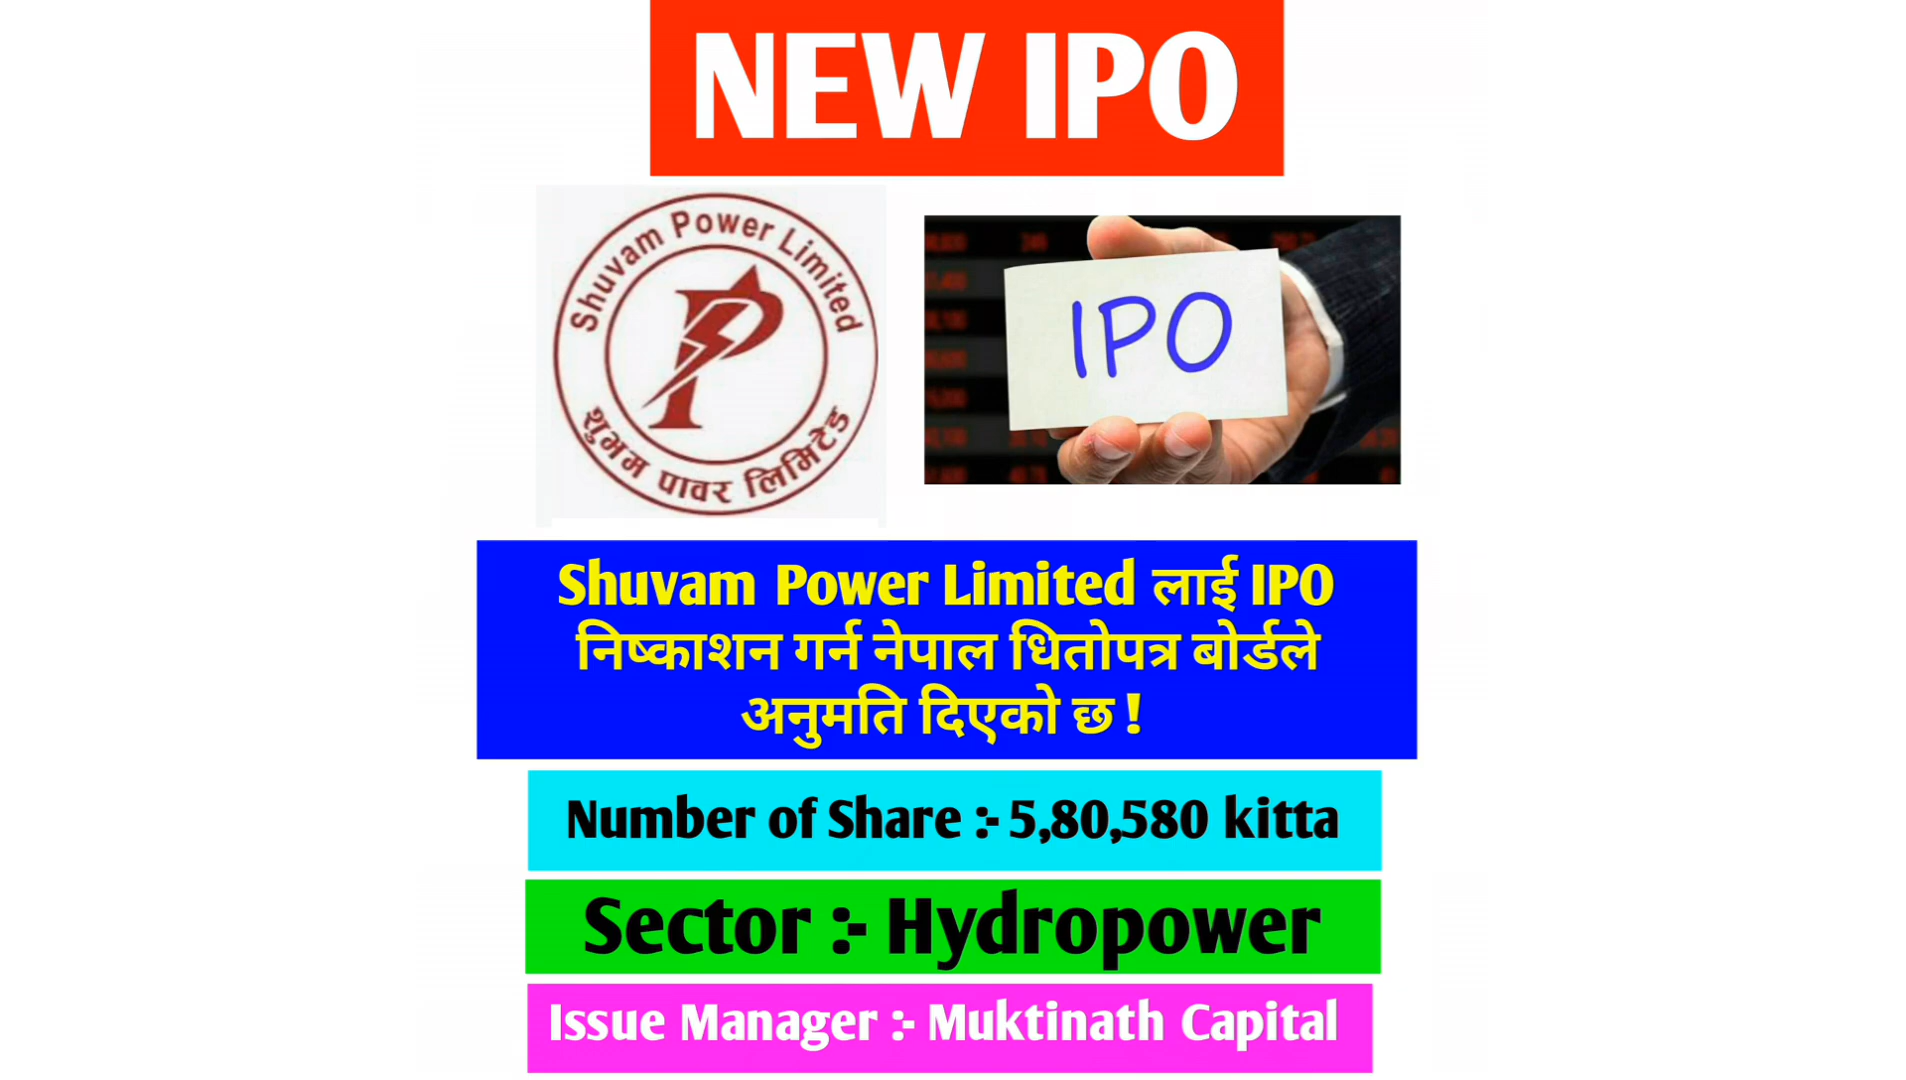 NEW IPO
Shuvam Power Limited
शुभम पावर लिमिटेड
IPO
Shuvam Power Limited लाई IPO
निष्काशन गर्न नेपाल धितोपत्र बोर्डले
अनुमति दिएको छ !
Number of Share :- 5,80,580 kitta
Sector :- Hydropower
Issue Manager :- Muktinath Capital